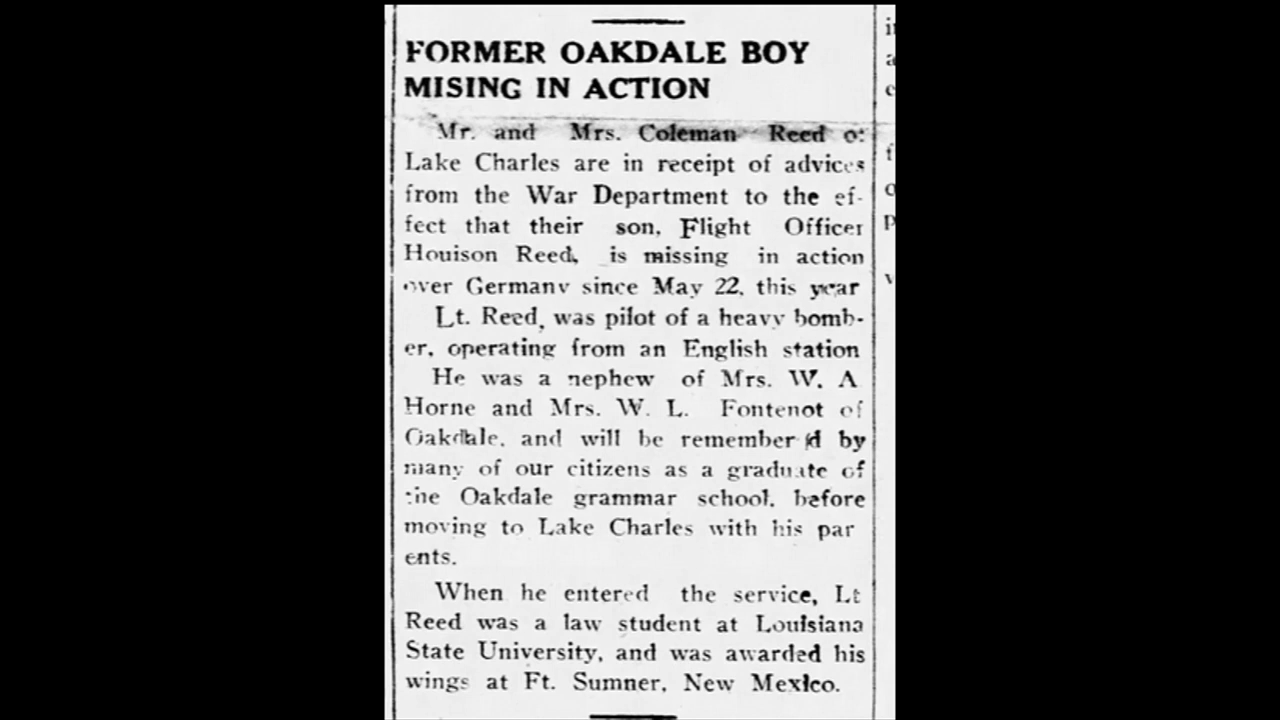 FORMER OAKDALE BOY
MISING IN ACTION
Mr. and Mrs. Coleman Reed of
Lake Charles are in receipt of advices
from the War Department to the ef-
fect that their son, Flight Officer
Houison Reed, is missing in action
over Germany since May 22, this year
Lt. Reed, was pilot of a heavy bomb-
er, operating from an English station
He was a nephew of Mrs. W. A
Horne and Mrs. W. L. Fontenot of
Oakdale, and will be remember d by
many of our citizens as a graduate of
the Oakdale grammar school, before
moving to Lake Charles with his par
ents.
When he entered the service, Lt
Reed was a law student at Louisiana
State University, and was awarded his
wings at Ft. Sumner, New Mexico.